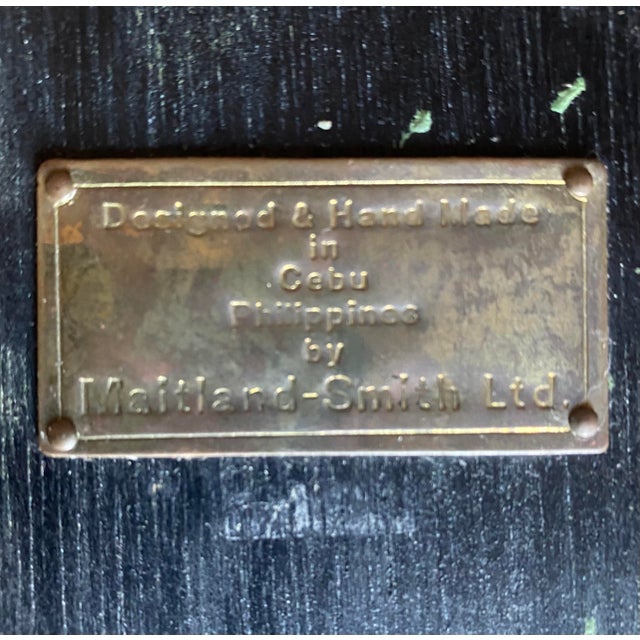 Designed & Hand Made
in
Cebu
Philippines
by
Maitland-Smith Ltd.